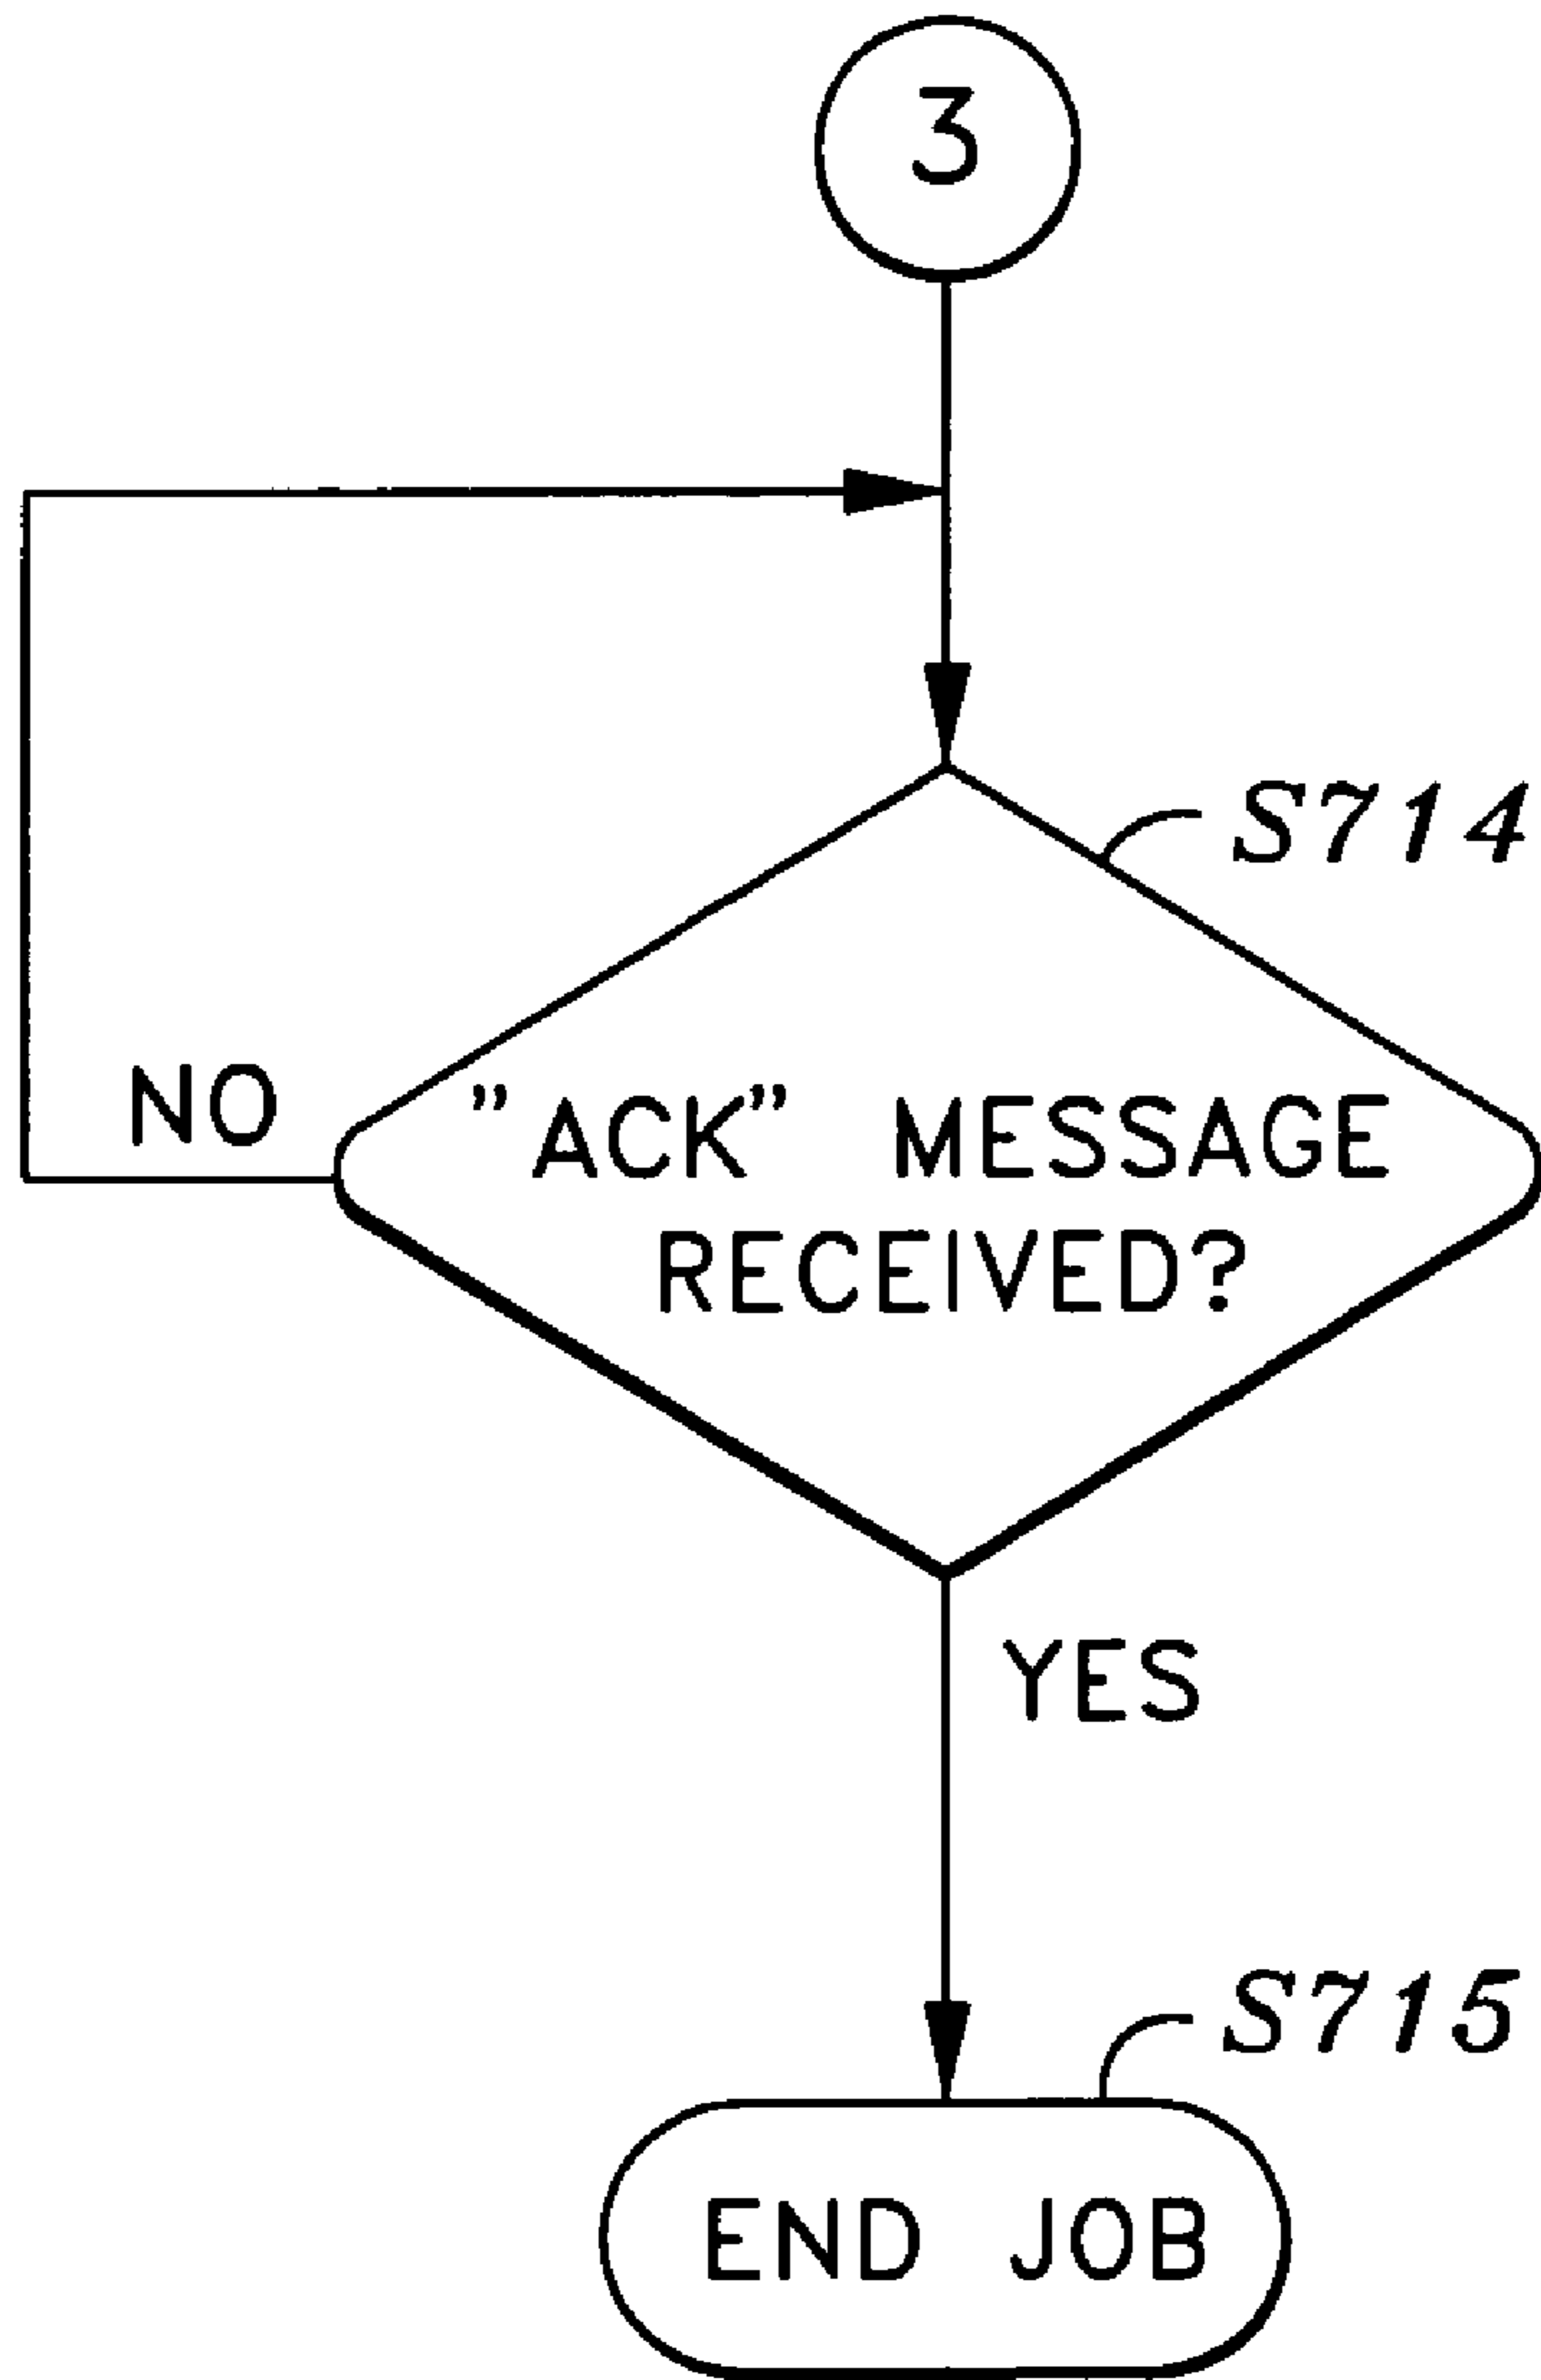 3
S714
NO
"ACK" MESSAGE
RECEIVED?
YES
S715
END JOB